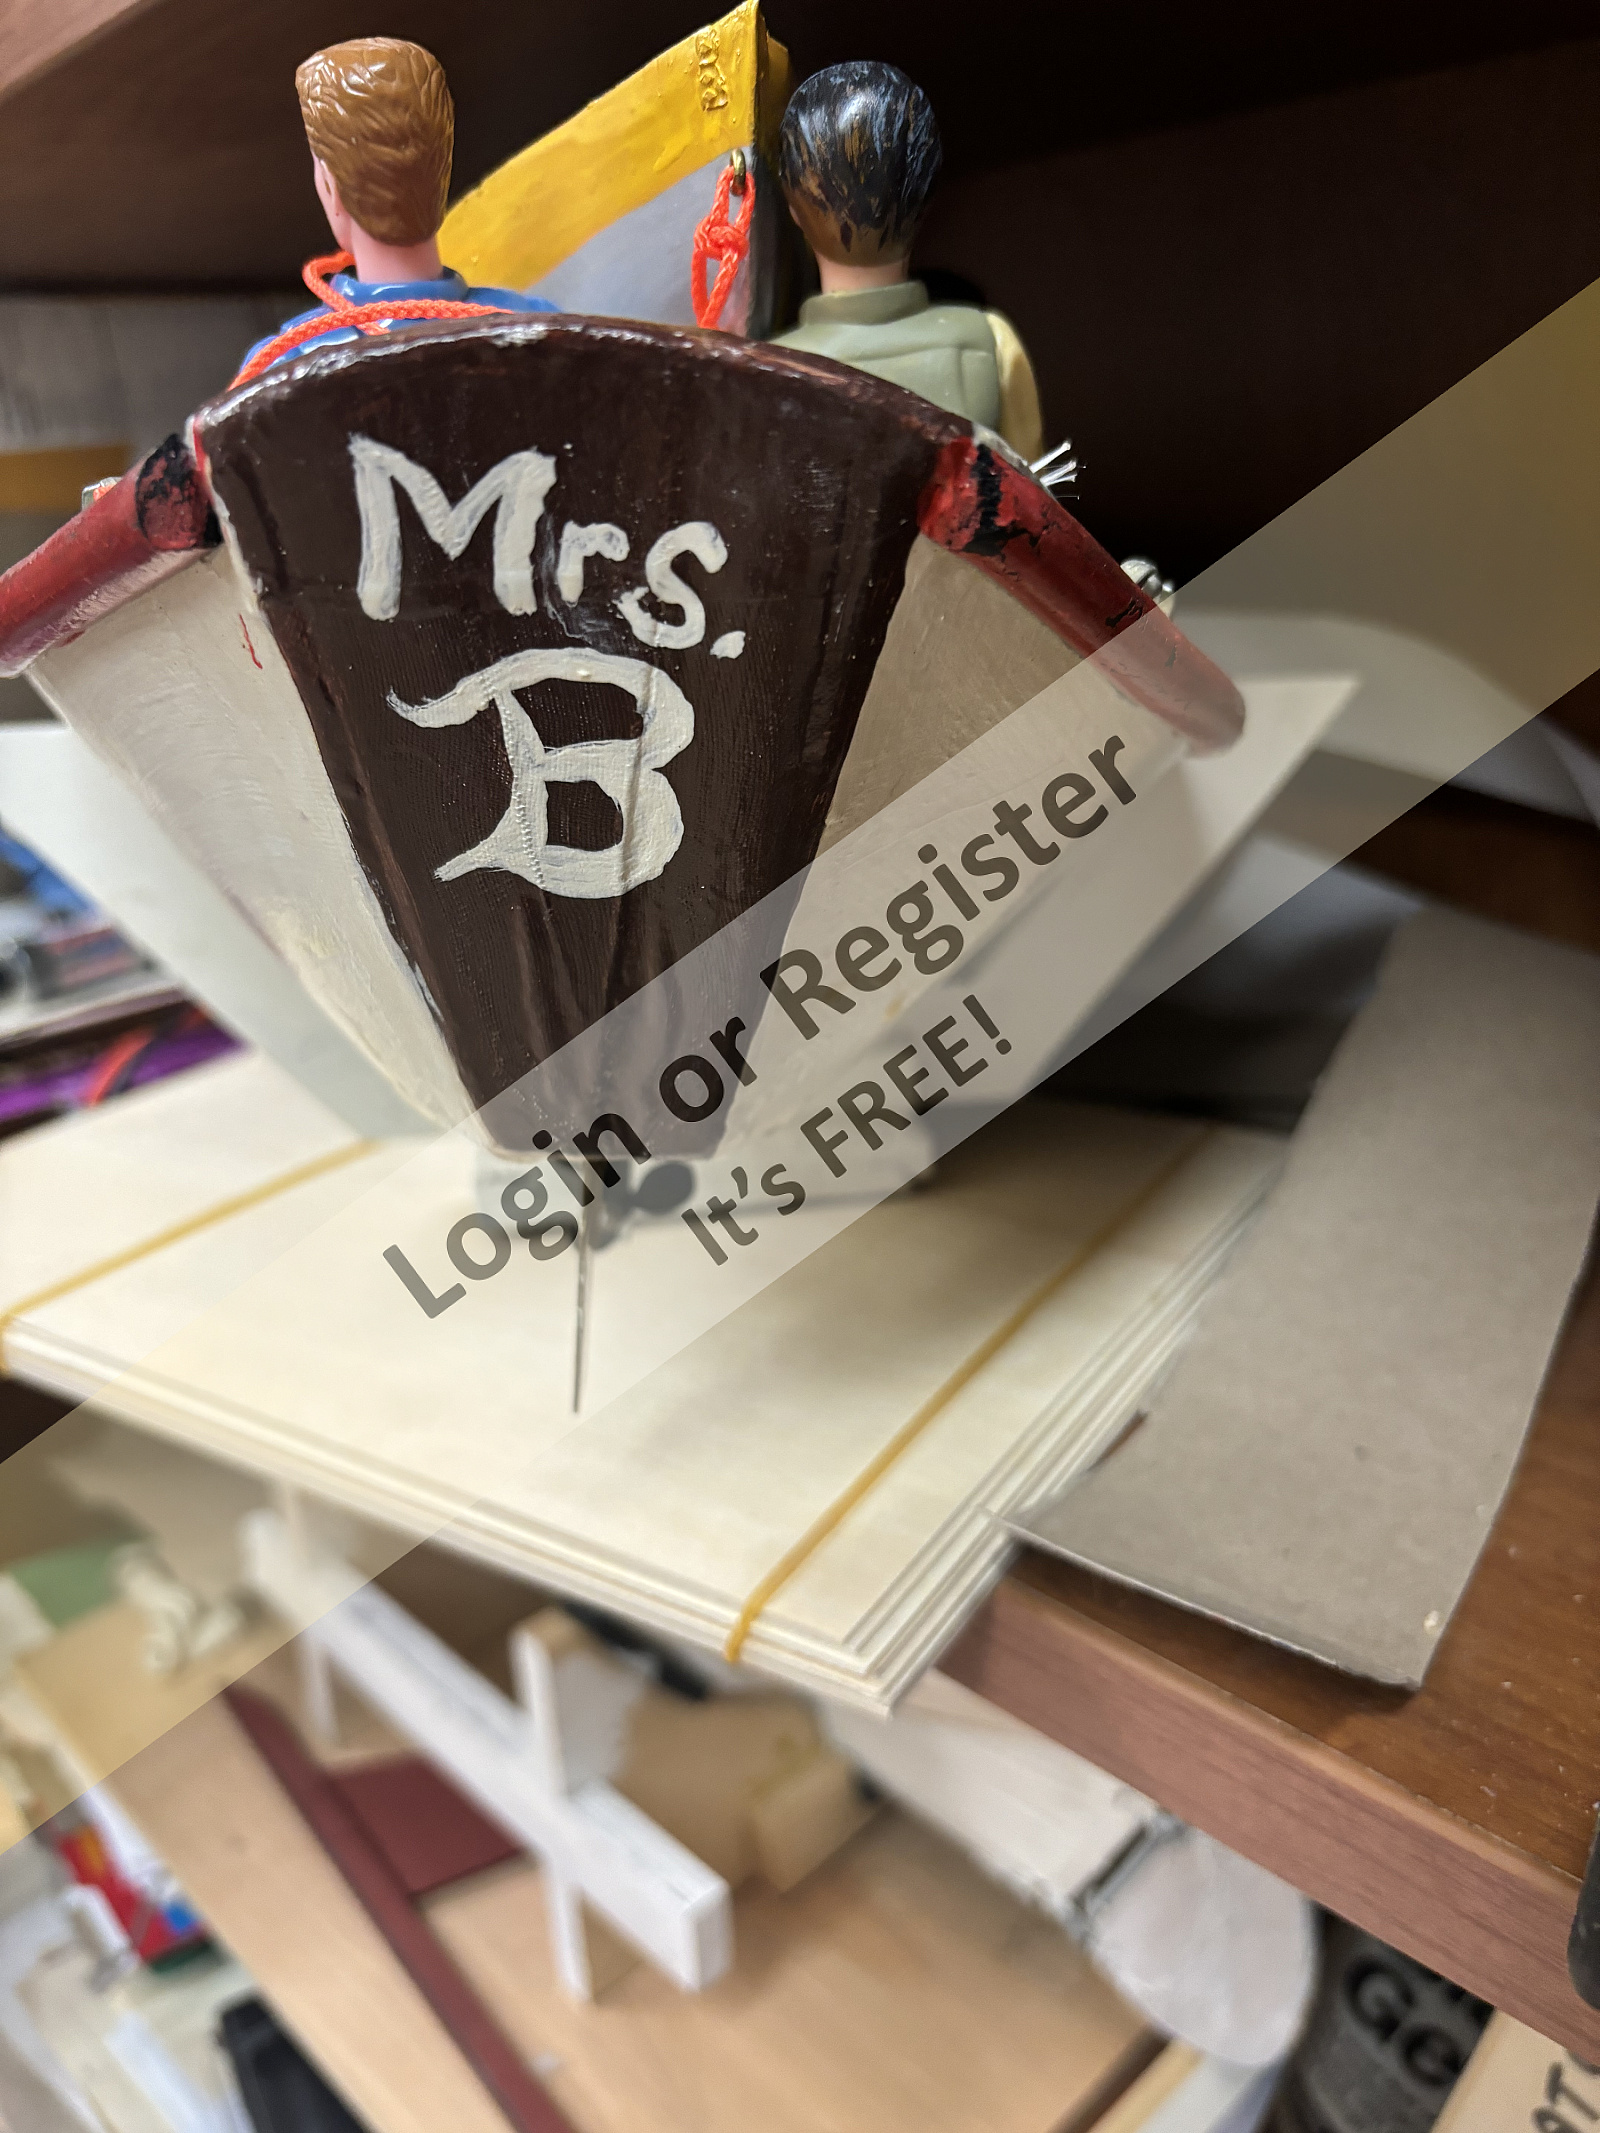 Mrs.
B
Login or Register
It's FREE!